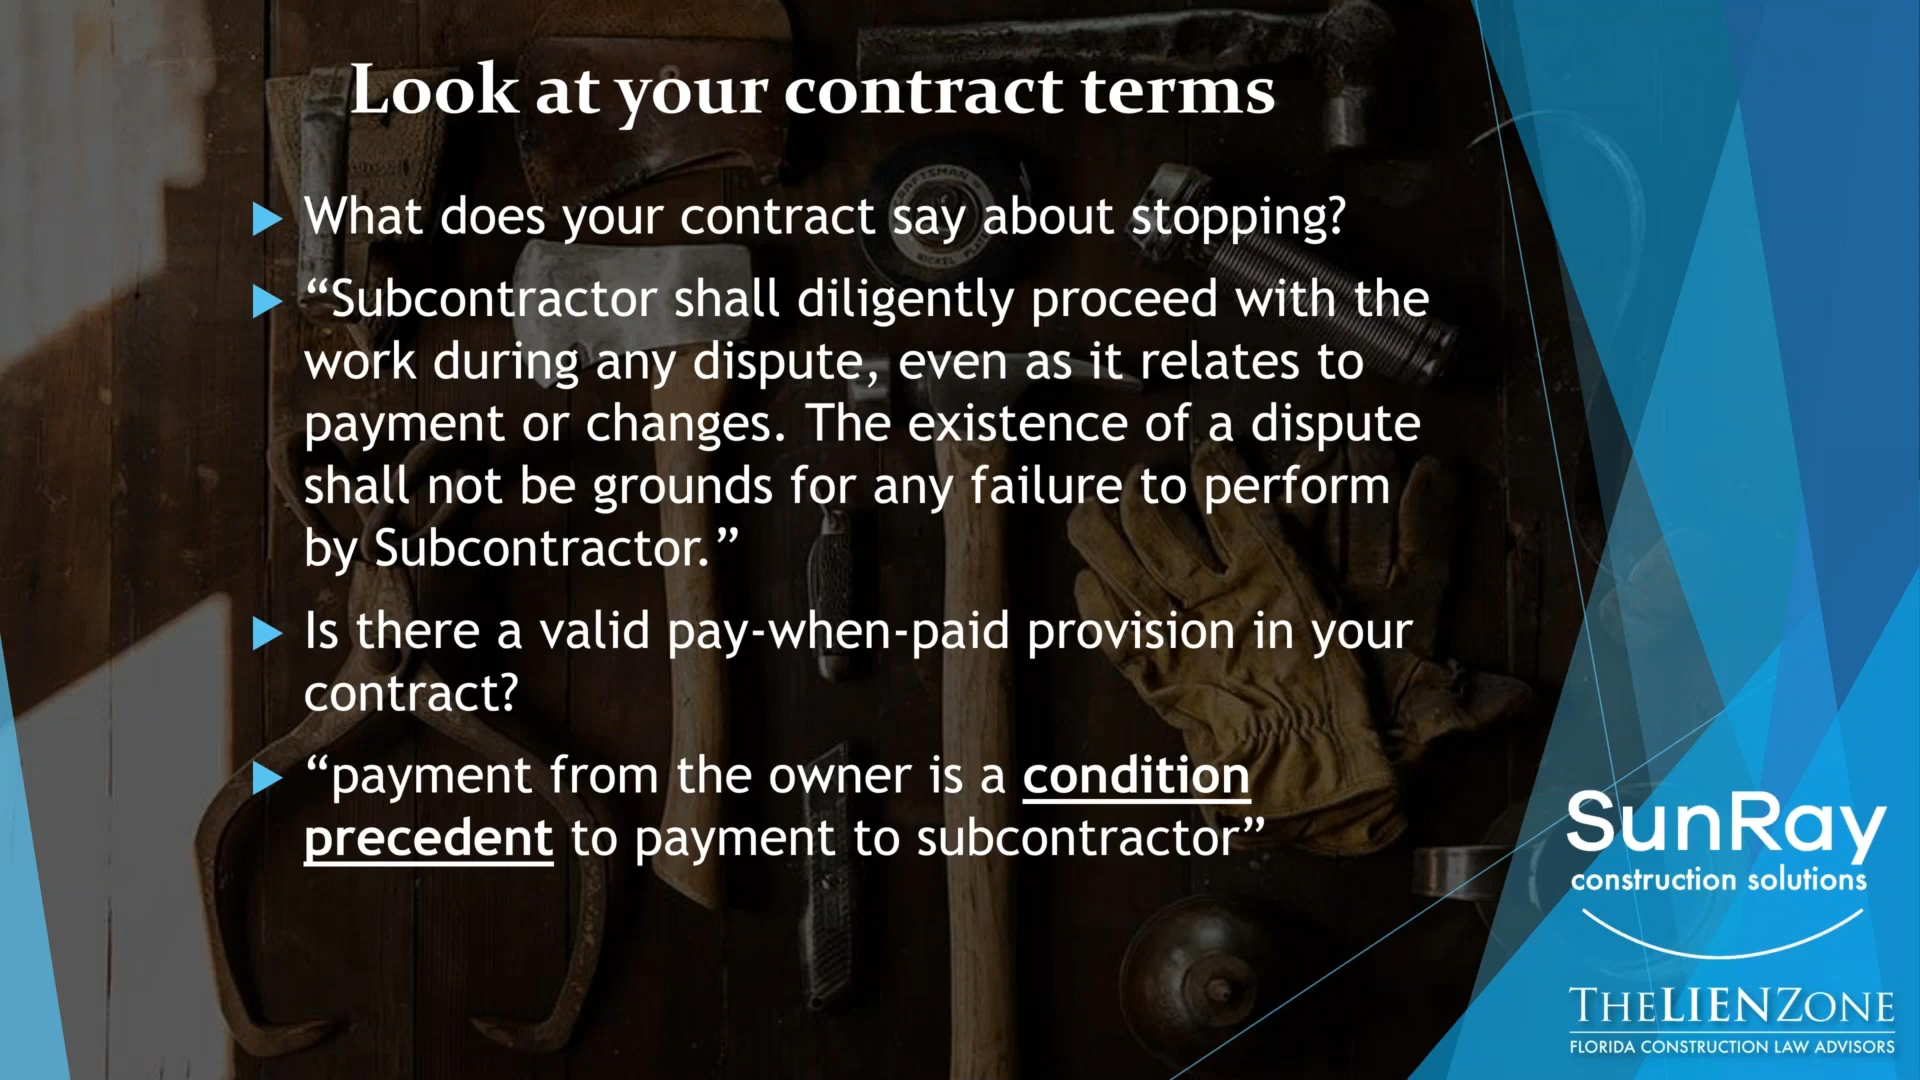 Look at your contract terms
What does your contract say about stopping?
“Subcontractor shall diligently proceed with the
work during any dispute, even as it relates to
payment or changes. The existence of a dispute
shall not be grounds for any failure to perform
by Subcontractor.”
Is there a valid pay-when-paid provision in your
contract?
“payment from the owner is a condition
precedent to payment to subcontractor”
SunRay
construction solutions
THELIENZONE
FLORIDA CONSTRUCTION LAW ADVISORS